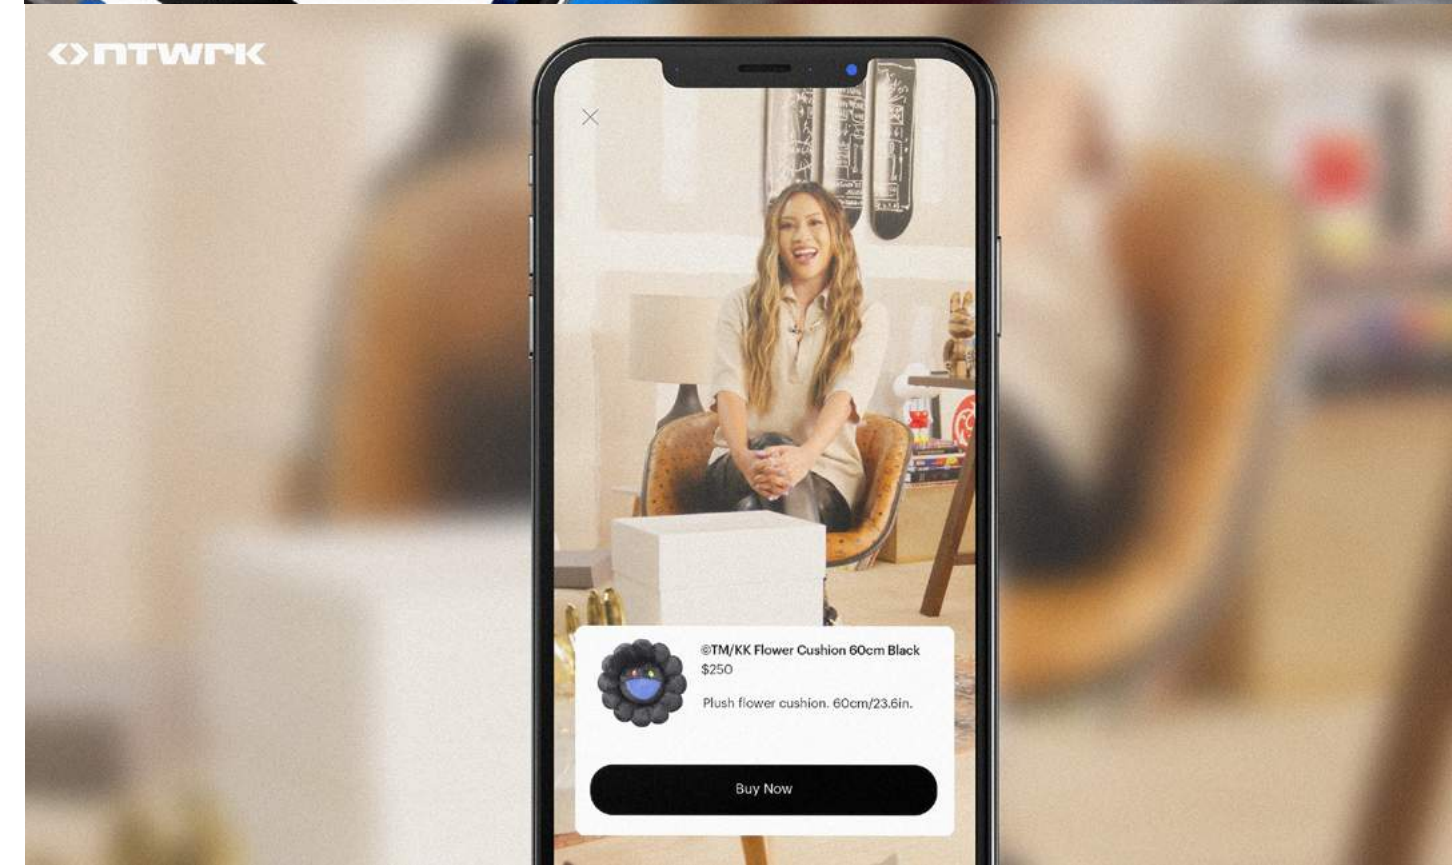 NTWRK
©TM/KK Flower Cushion 60cm Black
$250
Plush flower cushion. 60cm/23.6in.
Buy Now